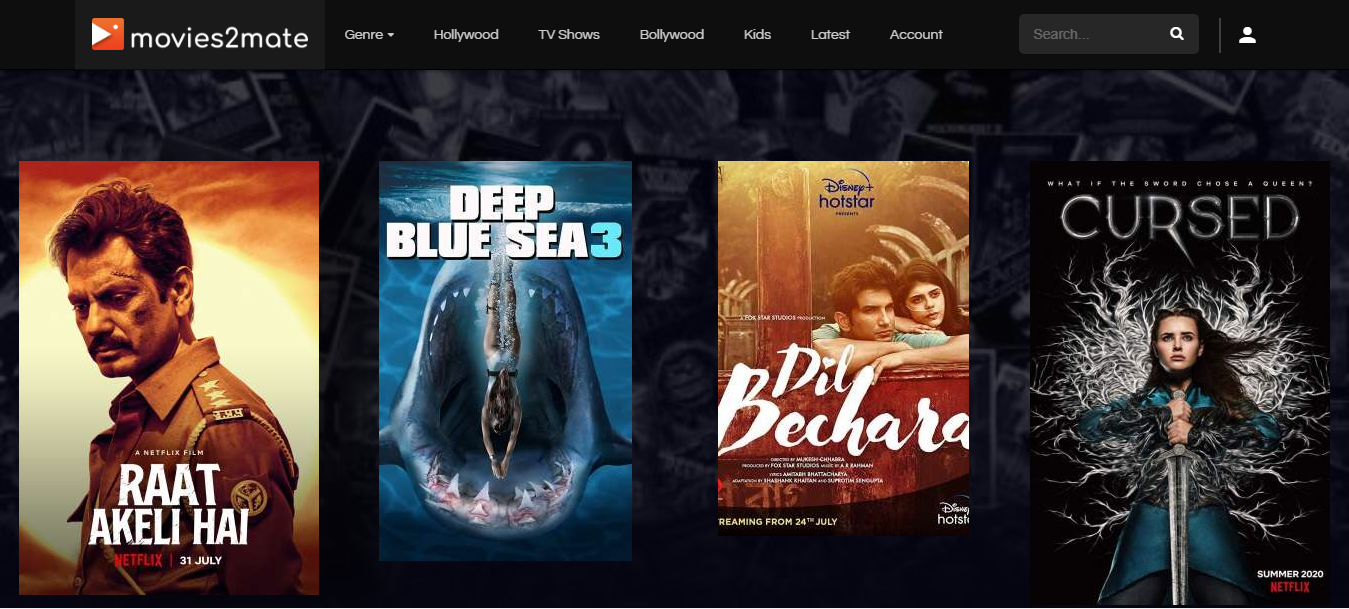 movies2mate
Genre
Hollywood
TV Shows
Bollywood
Kids
Latest
Account
Search...
A NETFLIX FILM
RAAT
AKELI HAI
NETFLIX | 31 JULY
DEEP
BLUE SEA 3
Disney+
hotstar
PRESENTS
A FOX STAR STUDIOS PRODUCTION
Dil
Bechara
DIRECTED BY MUKESH CHHABRA
PRODUCED BY FOX STAR STUDIOS MUSIC BY A R RAHMAN
LYRICS AMITABH BHATTACHARYA
ADAPTATION BY SHASHANK KHAITAN AND SUPROTIM SENGUPTA
TREAMING FROM 24TH JULY
Disne
hotst
WHAT IF THE SWORD CHOSE A QUEEN?
CURSED
SUMMER 2020
NETFLIX